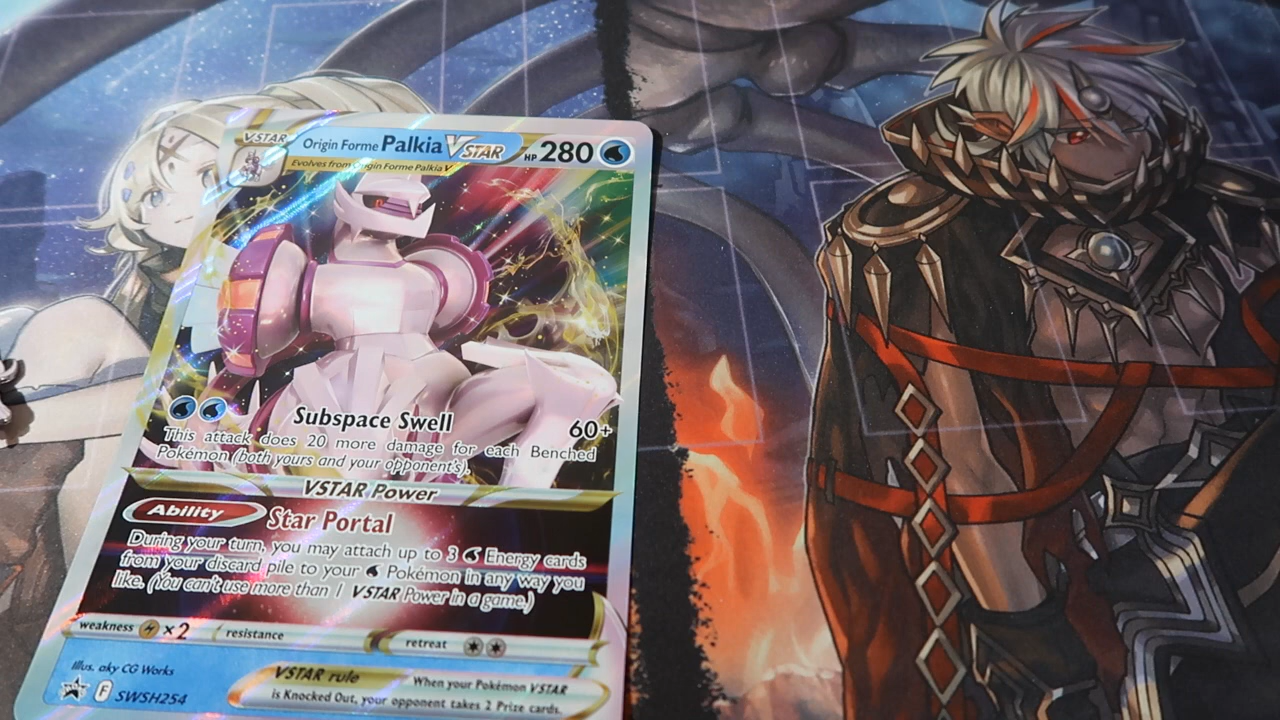 VSTAR Origin Forme Palkia VSTAR HP 280
Evolves from Origin Forme Palkia V
Subspace Swell 60+
This attack does 20 more damage for each Benched
Pokémon (both yours and your opponent's).
VSTAR Power
Ability Star Portal
During your turn, you may attach up to 3 Energy cards
from your discard pile to your Pokémon in any way you
like. (You can't use more than 1 VSTAR Power in a game.)
weakness ×2 resistance retreat
Illus. aky CG Works
VSTAR rule When your Pokémon VSTAR
is Knocked Out, your opponent takes 2 Prize cards.
F SWSH254